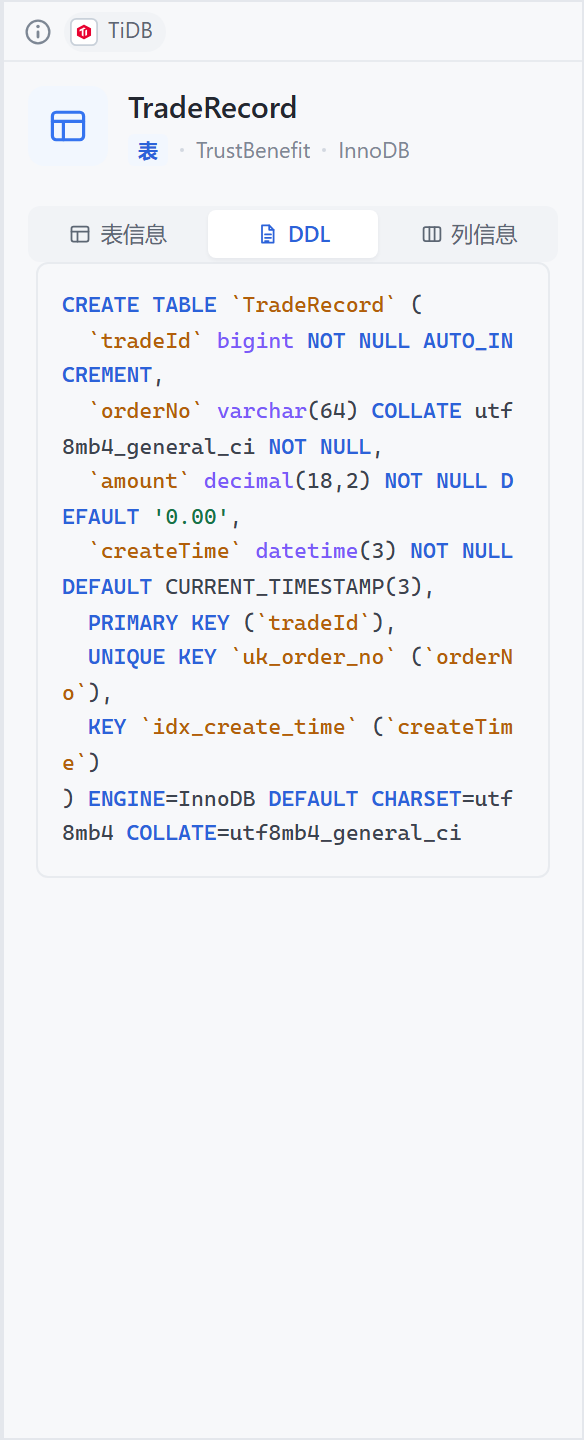 TiDB
TradeRecord
表 · TrustBenefit · InnoDB
表信息 DDL 列信息
CREATE TABLE `TradeRecord` (
  `tradeId` bigint NOT NULL AUTO_IN
CREMENT,
  `orderNo` varchar(64) COLLATE utf
8mb4_general_ci NOT NULL,
  `amount` decimal(18,2) NOT NULL D
EFAULT '0.00',
  `createTime` datetime(3) NOT NULL
DEFAULT CURRENT_TIMESTAMP(3),
  PRIMARY KEY (`tradeId`),
  UNIQUE KEY `uk_order_no` (`orderN
o`),
  KEY `idx_create_time` (`createTim
e`)
) ENGINE=InnoDB DEFAULT CHARSET=utf
8mb4 COLLATE=utf8mb4_general_ci